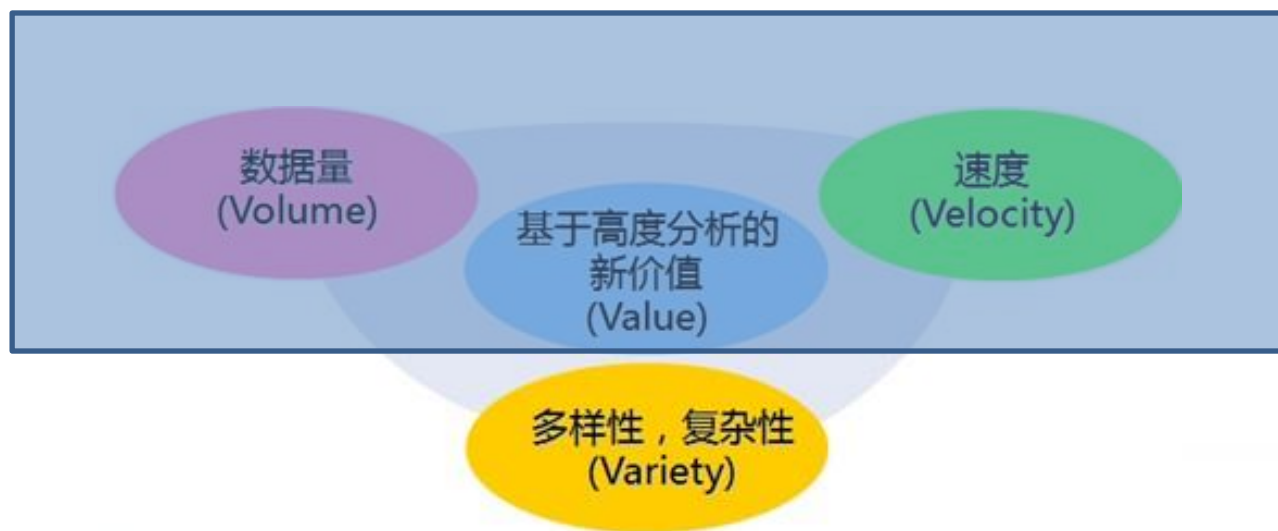 数据量
(Volume)
速度
(Velocity)
基于高度分析的
新价值
(Value)
多样性，复杂性
(Variety)